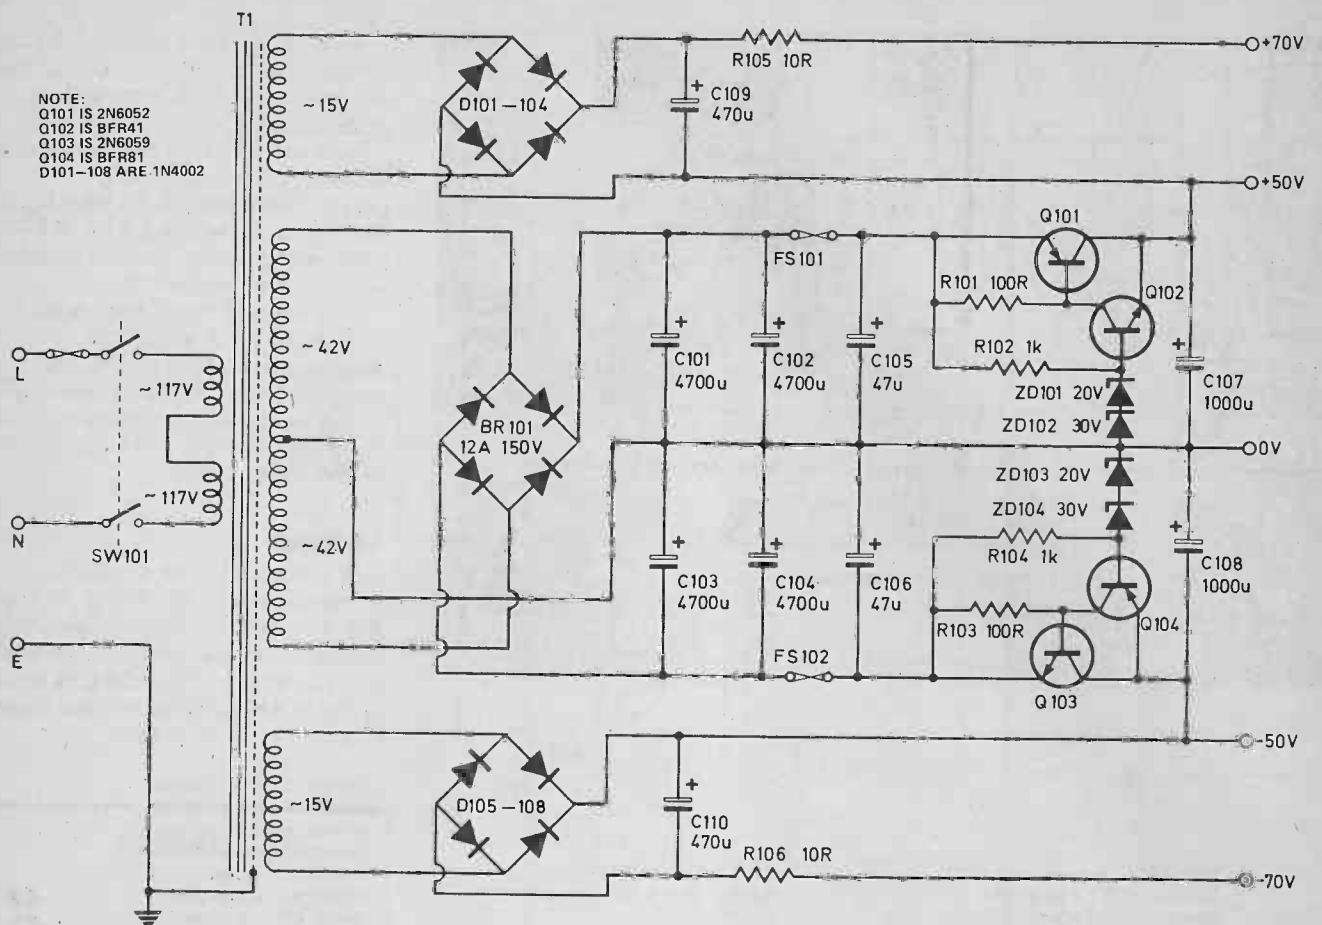 T1
NOTE:
Q101 IS 2N6052
Q102 IS BFR41
Q103 IS 2N6059
Q104 IS BFR81
D101-108 ARE 1N4002
~15V
D101-104
C109
470u
R105 10R
+70V
+50V
FS101
Q101
R101 100R
Q102
R102 1k
C101
4700u
C102
4700u
C105
47u
ZD101 20V
ZD102 30V
C107
1000u
~42V
BR101
12A 150V
0V
L
~117V
~117V
N
SW101
~42V
ZD103 20V
ZD104 30V
C103
4700u
C104
4700u
C106
47u
R104 1k
C108
1000u
R103 100R
Q104
FS102
Q103
E
-50V
~15V
D105-108
C110
470u
R106 10R
-70V